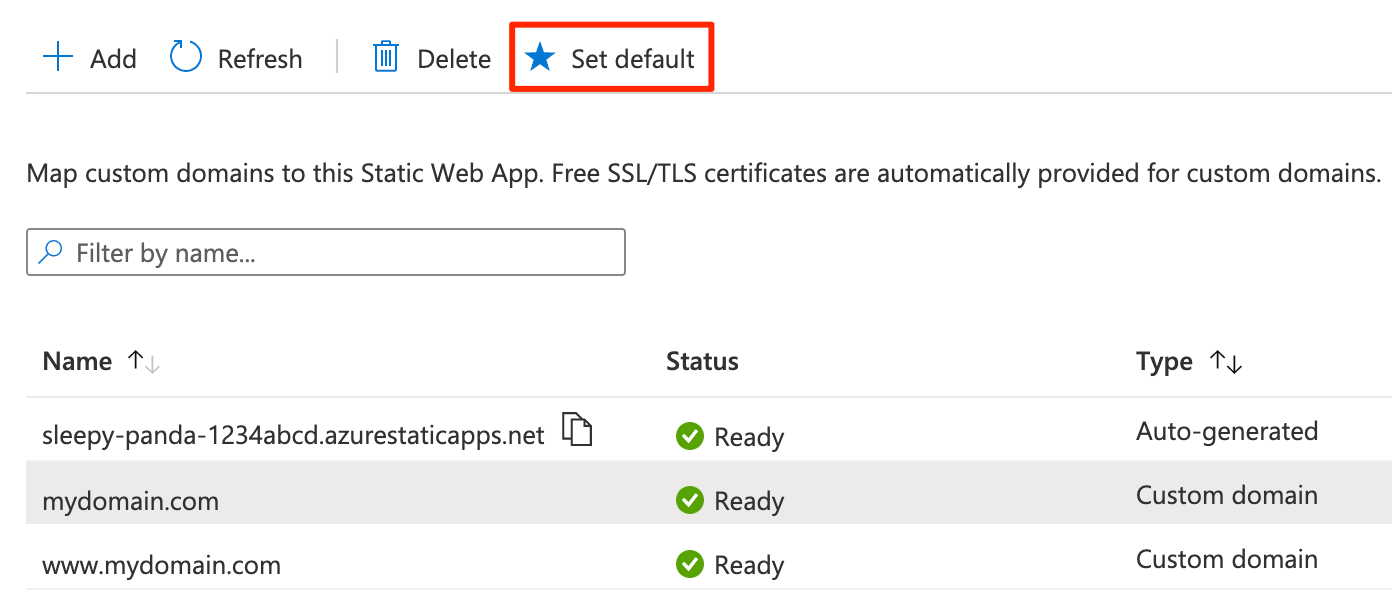 Add Refresh Delete Set default
Map custom domains to this Static Web App. Free SSL/TLS certificates are automatically provided for custom domains.
Filter by name...
Name Status Type
sleepy-panda-1234abcd.azurestaticapps.net Ready Auto-generated
mydomain.com Ready Custom domain
www.mydomain.com Ready Custom domain